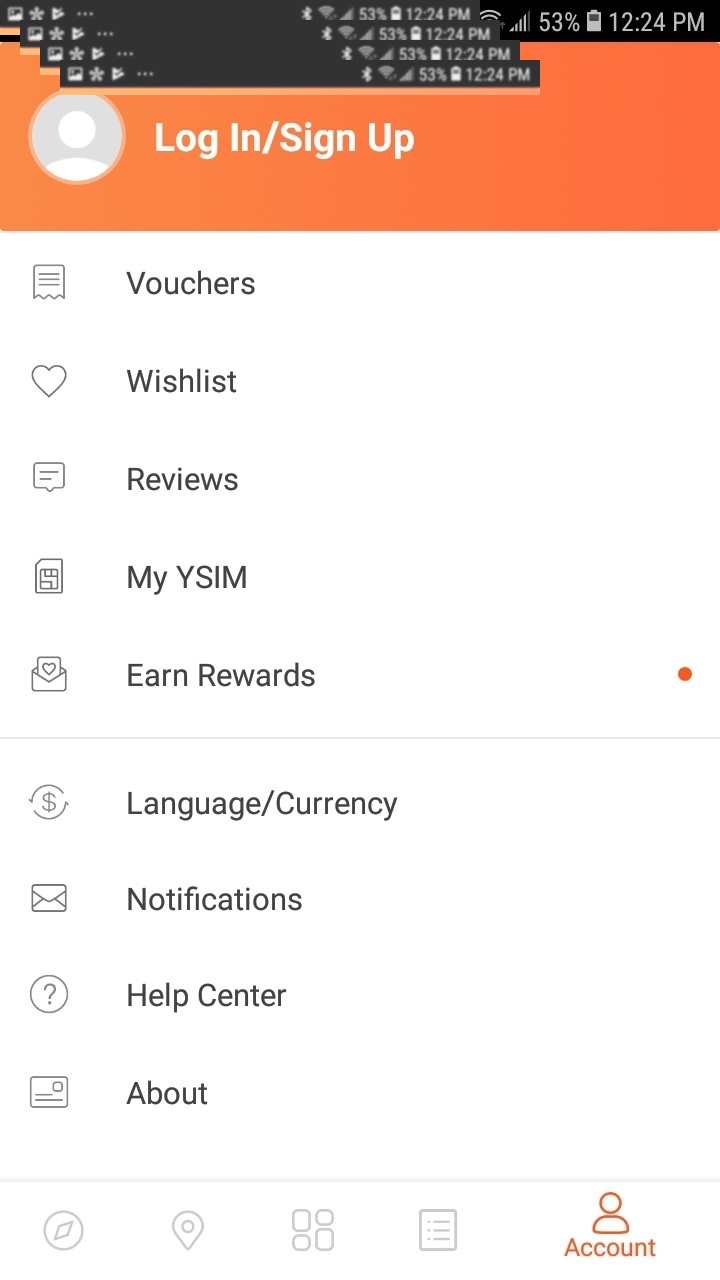 53% 12:24 PM
53% 12:24 PM
53% 12:24 PM
53% 12:24 PM
53% 12:24 PM
Log In/Sign Up
Vouchers
Wishlist
Reviews
My YSIM
Earn Rewards
Language/Currency
Notifications
Help Center
About
Account